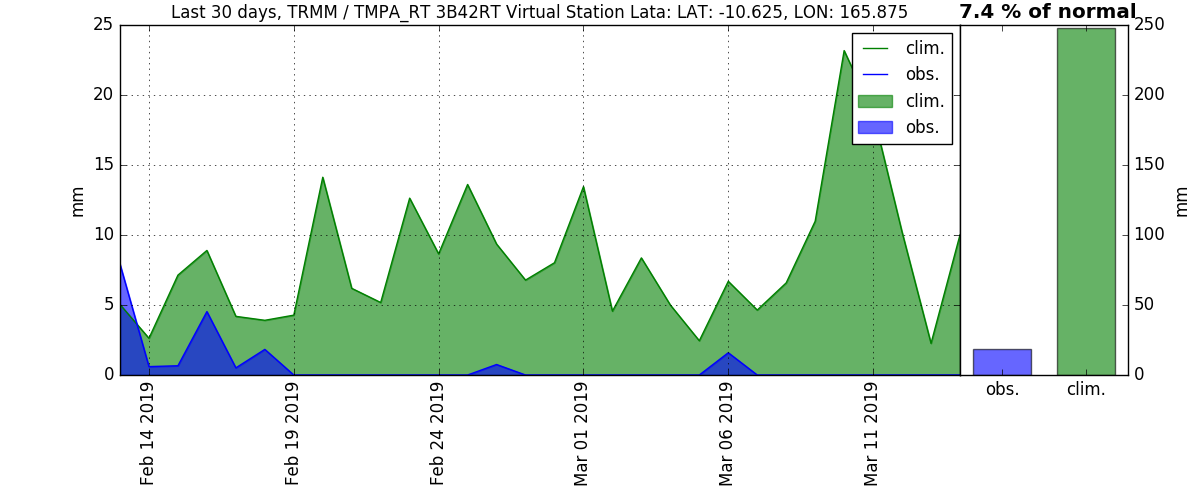 Last 30 days, TRMM / TMPA_RT 3B42RT Virtual Station Lata: LAT: -10.625, LON: 165.875
7.4 % of normal
25
20
15
10
5
0
mm
clim.
obs.
clim.
obs.
Feb 14 2019
Feb 19 2019
Feb 24 2019
Mar 01 2019
Mar 06 2019
Mar 11 2019
250
200
150
100
50
0
mm
obs.
clim.